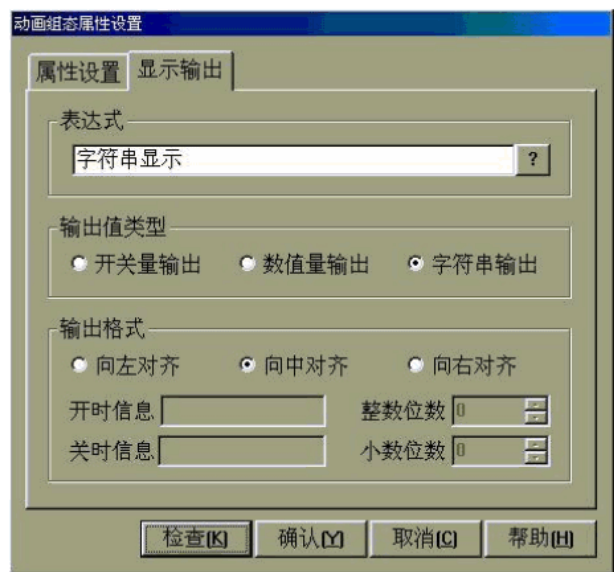 动画组态属性设置
属性设置 显示输出
表达式
字符串显示 ?
输出值类型
开关量输出 数值量输出 字符串输出
输出格式
向左对齐 向中对齐 向右对齐
开时信息 整数位数 0
关时信息 小数位数 0
检查(K) 确认(Y) 取消(C) 帮助(H)